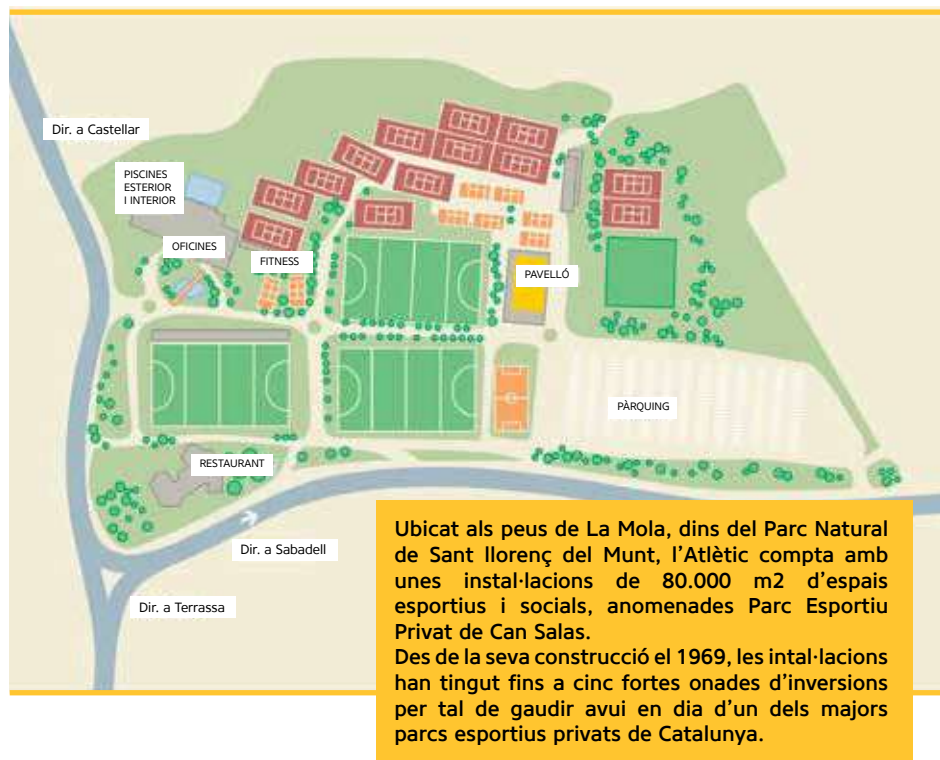 Dir. a Castellar
PISCINES
ESTERIOR
I INTERIOR
OFICINES
FITNESS
PAVELLÓ
PÀRQUING
RESTAURANT
Dir. a Sabadell
Dir. a Terrassa
Ubicat als peus de La Mola, dins del Parc Natural
de Sant llorenç del Munt, l'Atlètic compta amb
unes instal·lacions de 80.000 m2 d'espais
esportius i socials, anomenades Parc Esportiu
Privat de Can Salas.
Des de la seva construcció el 1969, les intal·lacions
han tingut fins a cinc fortes onades d'inversions
per tal de gaudir avui en dia d'un dels majors
parcs esportius privats de Catalunya.